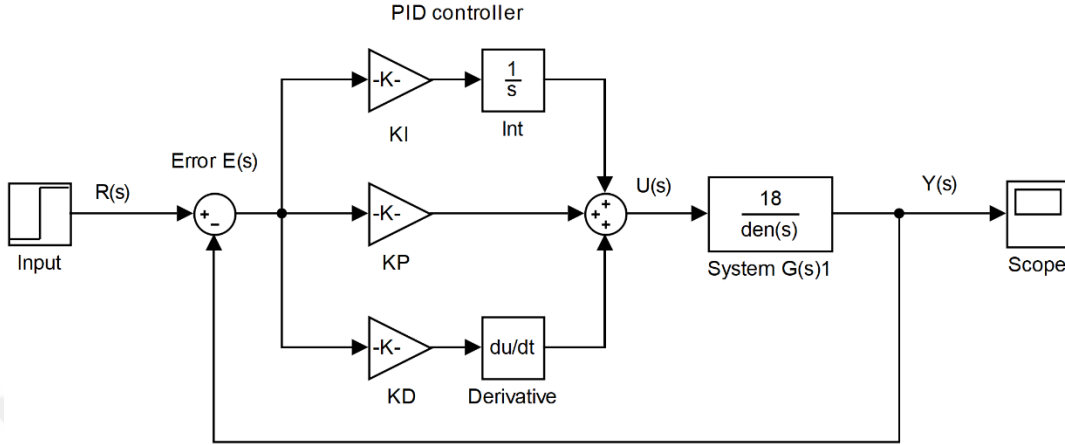 PID controller
-K-
1
s
KI
Int
Error E(s)
R(s)
U(s)
Y(s)
+
−
-K-
+
+
+
18
den(s)
Input
KP
System G(s)1
Scope
-K-
du/dt
KD
Derivative